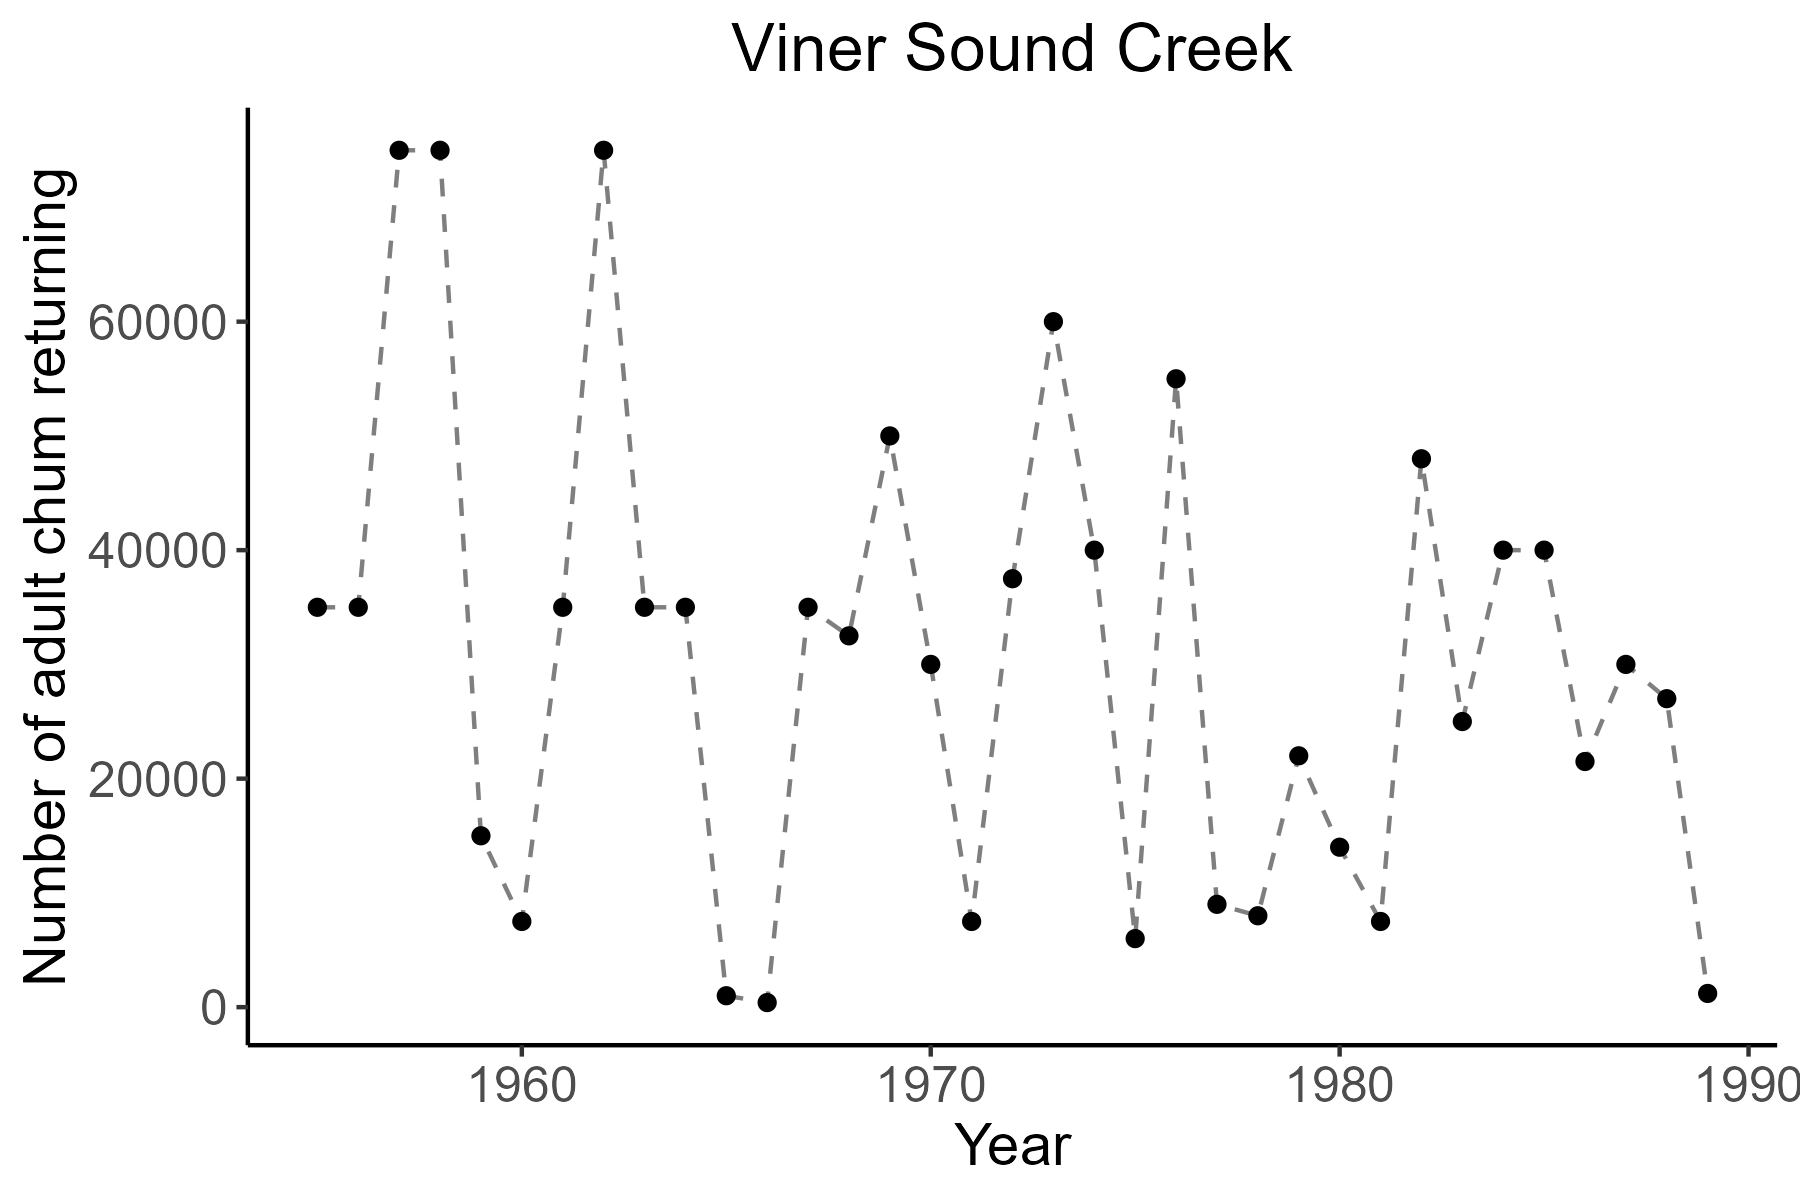 Viner Sound Creek
Number of adult chum returning
60000
40000
20000
0
1960
1970
1980
1990
Year